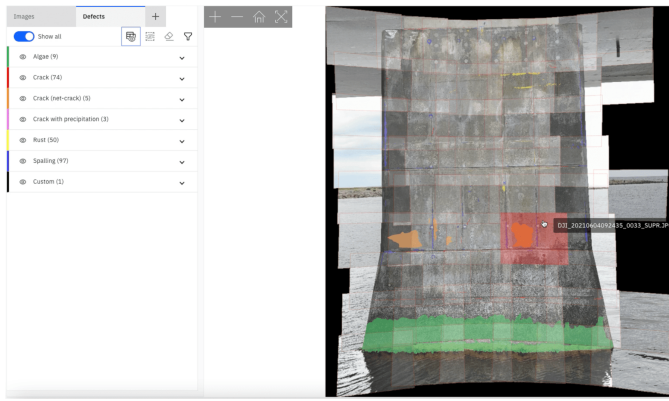 Images Defects
Show all
Algae (9)
Crack (74)
Crack (net-crack) (5)
Crack with precipitation (3)
Rust (50)
Spalling (97)
Custom (1)
DJI_20210604092435_0033_SUPR.JP